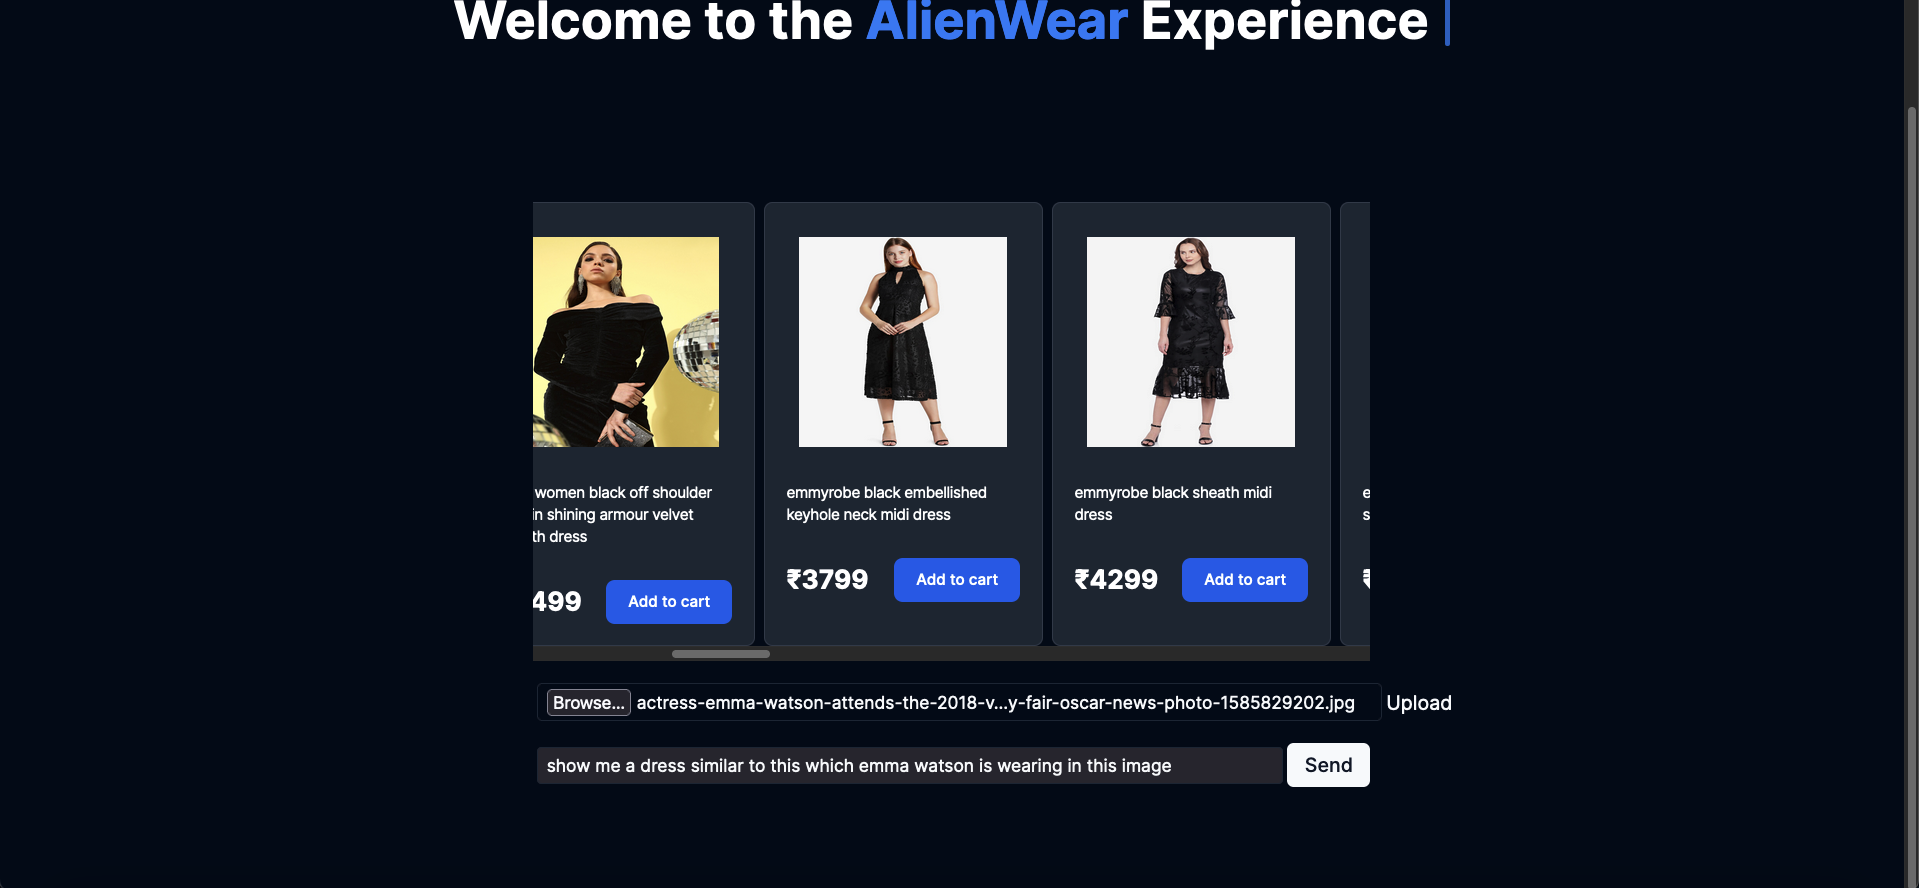 Welcome to the AlienWear Experience
women black off shoulder
in shining armour velvet
dress
499
Add to cart
emmyrobe black embellished
keyhole neck midi dress
₹3799
Add to cart
emmyrobe black sheath midi
dress
₹4299
Add to cart
Browse... actress-emma-watson-attends-the-2018-v...y-fair-oscar-news-photo-1585829202.jpg Upload
show me a dress similar to this which emma watson is wearing in this image
Send